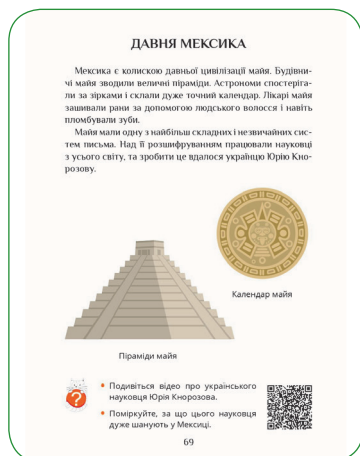 ДАВНЯ МЕКСИКА
Мексика є колискою давньої цивілізації майя. Будівни-
чі майя зводили величні піраміди. Астрономи спостеріга-
ли за зірками і склали дуже точний календар. Лікарі майя
зашивали рани за допомогою людського волосся і навіть
пломбували зуби.
Майя мали одну з найбільш складних і незвичайних сис-
тем письма. Над її розшифруванням працювали науковці
з усього світу, та зробити це вдалося українцю Юрію Кно-
розову.
Календар майя
Піраміди майя
?
• Подивіться відео про українського
науковця Юрія Кнорозова.
• Поміркуйте, за що цього науковця
дуже шанують у Мексиці.
69